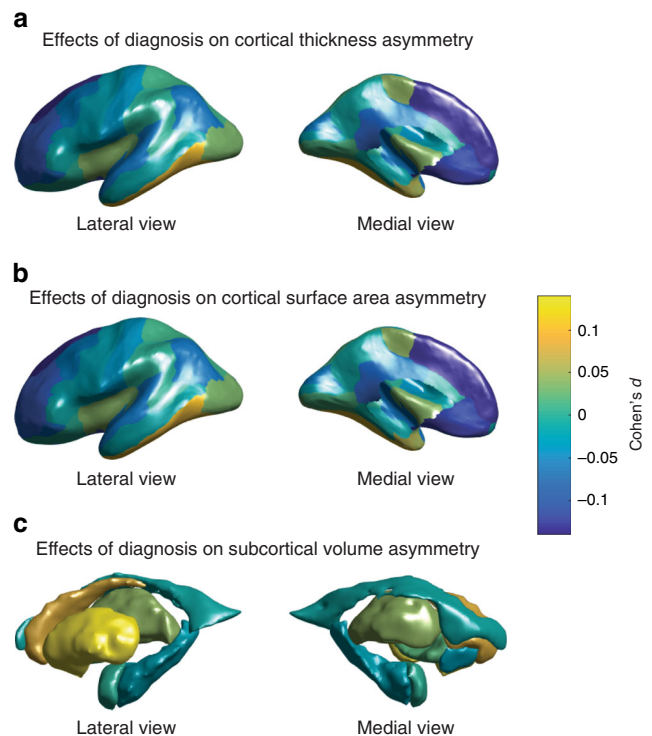 a
Effects of diagnosis on cortical thickness asymmetry
Lateral view
Medial view
b
Effects of diagnosis on cortical surface area asymmetry
Lateral view
Medial view
0.1
0.05
0
−0.05
−0.1
Cohen's d
c
Effects of diagnosis on subcortical volume asymmetry
Lateral view
Medial view